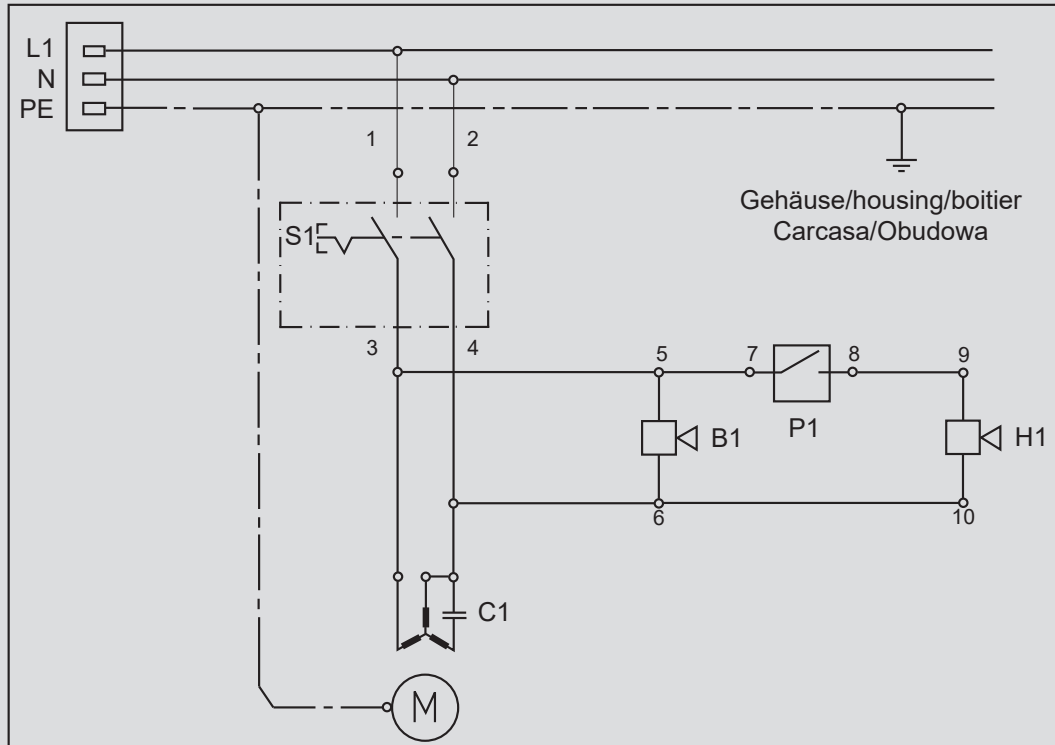 L1
N
PE
1 2
Gehäuse/housing/boitier
Carcasa/Obudowa
S1
3 4 5 7 8 9
B1 P1 H1
6 10
C1
M